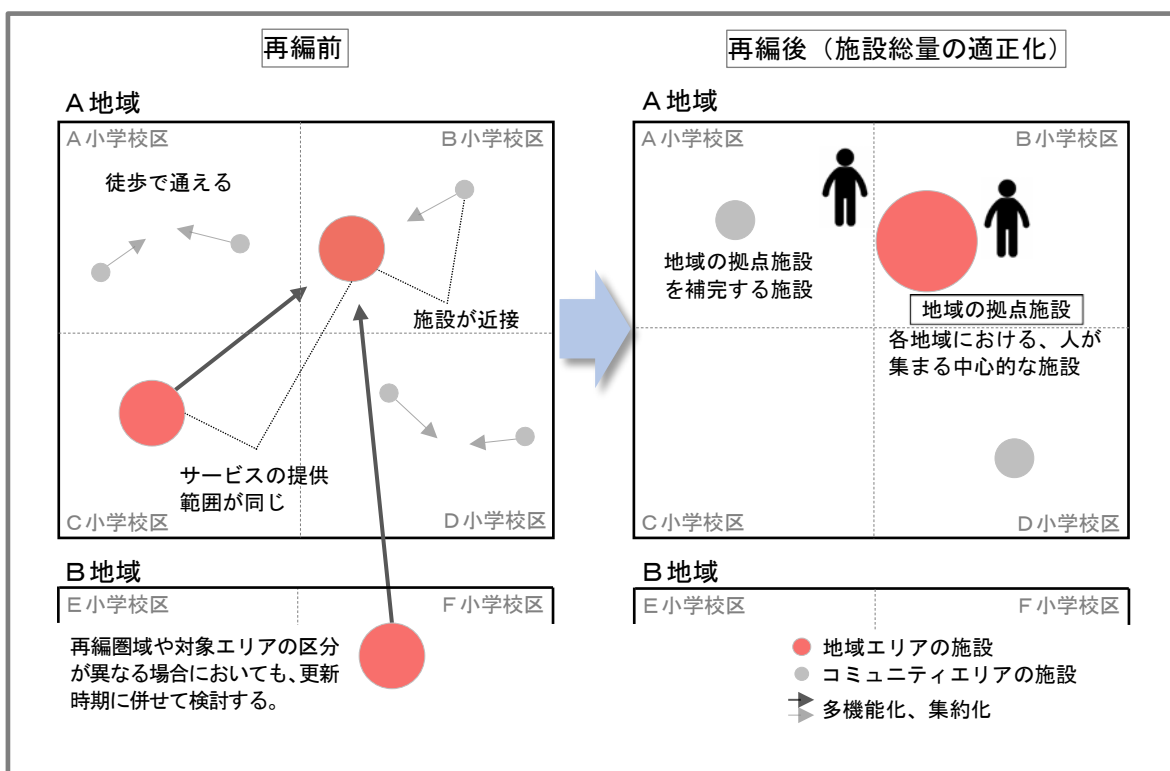 再編前
A地域
A小学校区
B小学校区
徒歩で通える
施設が近接
サービスの提供
範囲が同じ
C小学校区
D小学校区
B地域
E小学校区
F小学校区
再編圏域や対象エリアの区分
が異なる場合においても、更新
時期に併せて検討する。
再編後（施設総量の適正化）
A地域
A小学校区
B小学校区
地域の拠点施設
を補完する施設
地域の拠点施設
各地域における、人が
集まる中心的な施設
C小学校区
D小学校区
B地域
E小学校区
F小学校区
地域エリアの施設
コミュニティエリアの施設
多機能化、集約化